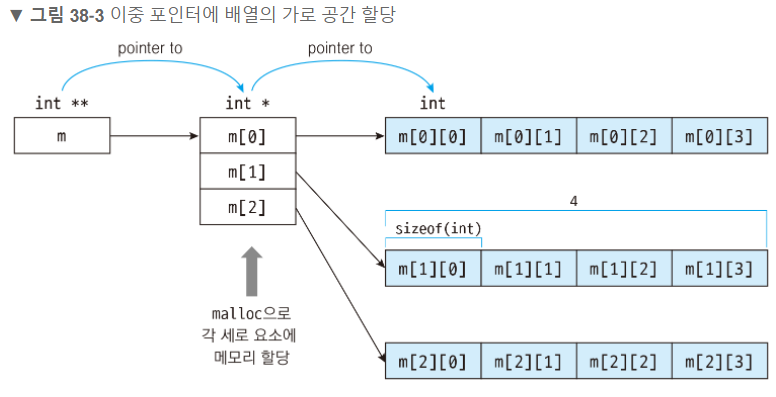 ▼ 그림 38-3 이중 포인터에 배열의 가로 공간 할당
pointer to pointer to
int ** int * int
m m[0] m[0][0] m[0][1] m[0][2] m[0][3]
m[1]
m[2]
4
sizeof(int)
m[1][0] m[1][1] m[1][2] m[1][3]
malloc으로
각 세로 요소에
메모리 할당
m[2][0] m[2][1] m[2][2] m[2][3]